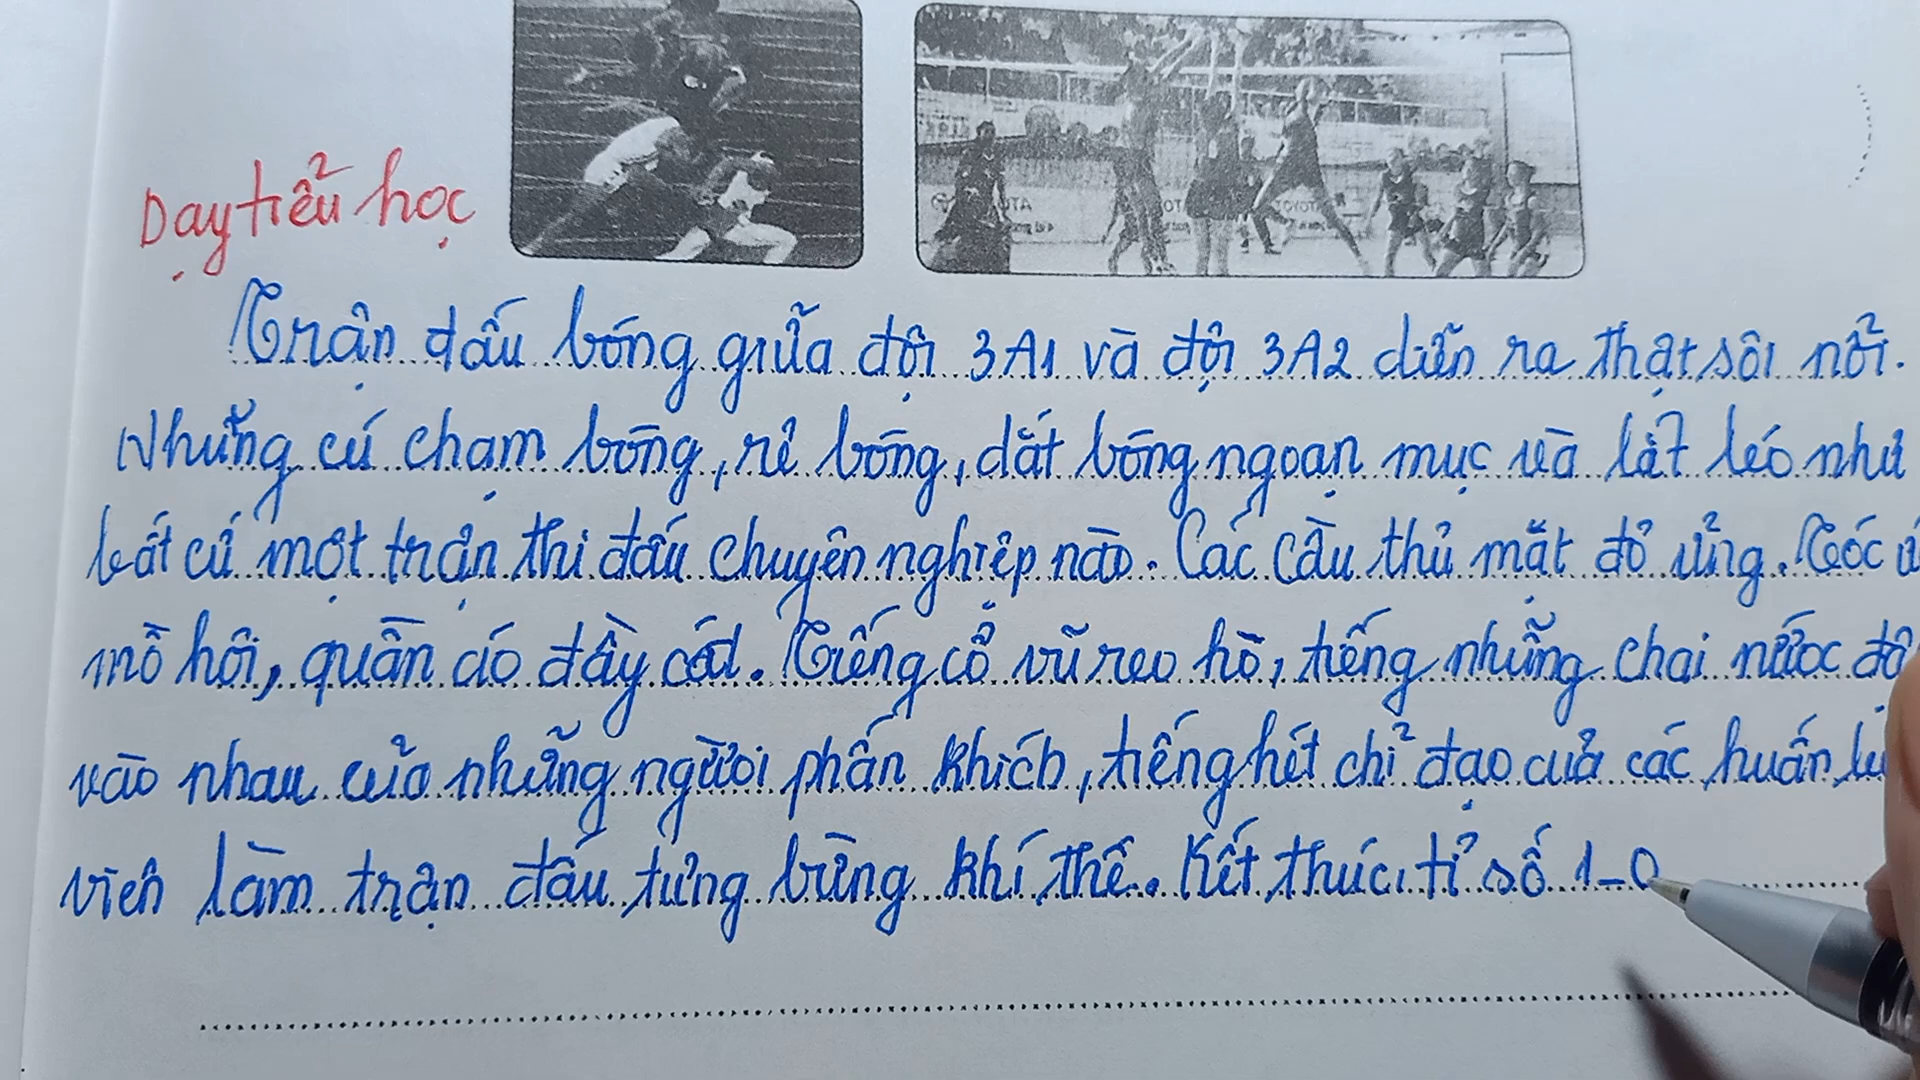 Dạy tiểu học
Trận đấu bóng giữa đội 3A1 và đội 3A2 diễn ra thật sôi nổi.
Những cú chạm bóng, rê bóng, dắt bóng ngoạn mục và lắt léo như
bất cứ một trận thi đấu chuyên nghiệp nào. Các cầu thủ mặt đỏ ửng. Tóc
mồ hôi, quần áo đầy cát. Tiếng cổ vũ reo hò, tiếng những chai nước
vào nhau của những người phấn khích, tiếng hét chỉ đạo của các huấn
viên làm trận đấu tưng bừng khí thế. Kết thúc, tỉ số 1-0